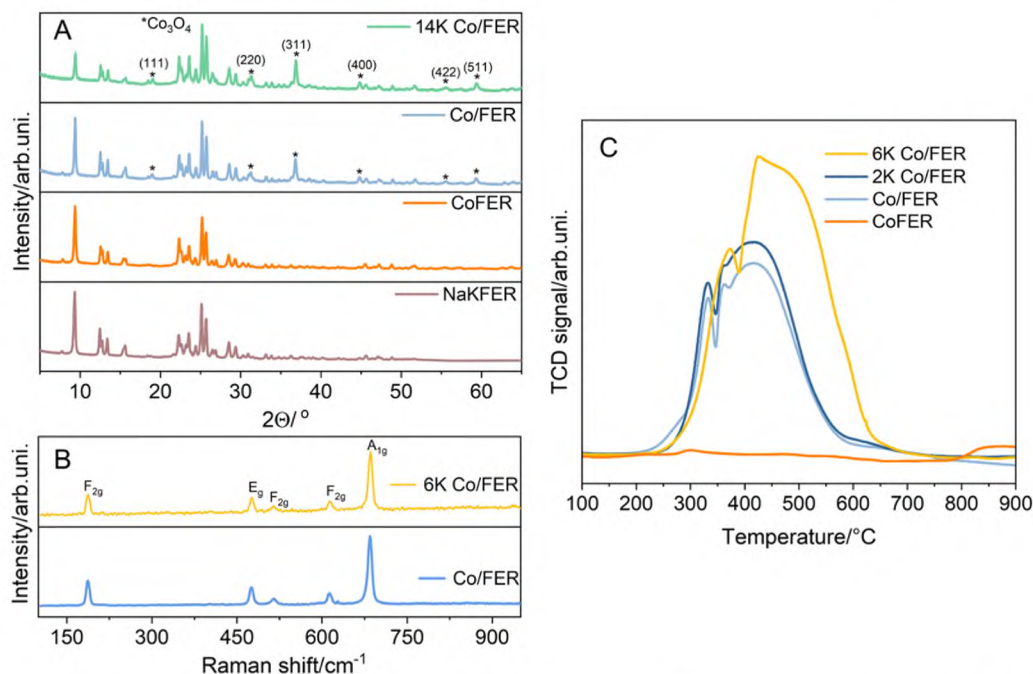 A
*Co₃O₄
14K Co/FER
(111)
*
(220)
*
(311)
*
(400)
*
(422)
*
(511)
*
Co/FER
* * * * * *
CoFER
NaKFER
Intensity/arb.uni.
10 20 30 40 50 60
2Θ/ °
B
F₂g
E_g
F₂g
F₂g
A₁g
6K Co/FER
Co/FER
Intensity/arb.uni.
150 300 450 600 750 900
Raman shift/cm⁻¹
C
6K Co/FER
2K Co/FER
Co/FER
CoFER
TCD signal/arb.uni.
100 200 300 400 500 600 700 800 900
Temperature/°C